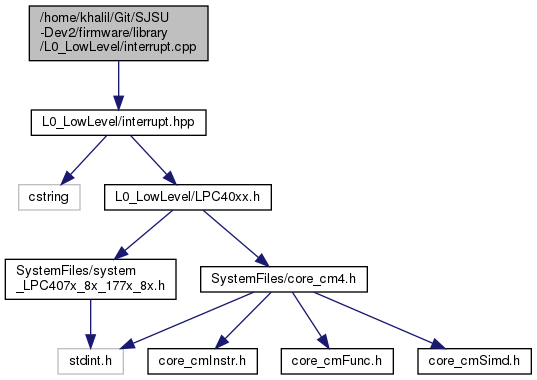 /home/khalil/Git/SJSU
-Dev2/firmware/library
/L0_LowLevel/interrupt.cpp
L0_LowLevel/interrupt.hpp
cstring
L0_LowLevel/LPC40xx.h
SystemFiles/system
_LPC407x_8x_177x_8x.h
SystemFiles/core_cm4.h
stdint.h
core_cmInstr.h
core_cmFunc.h
core_cmSimd.h